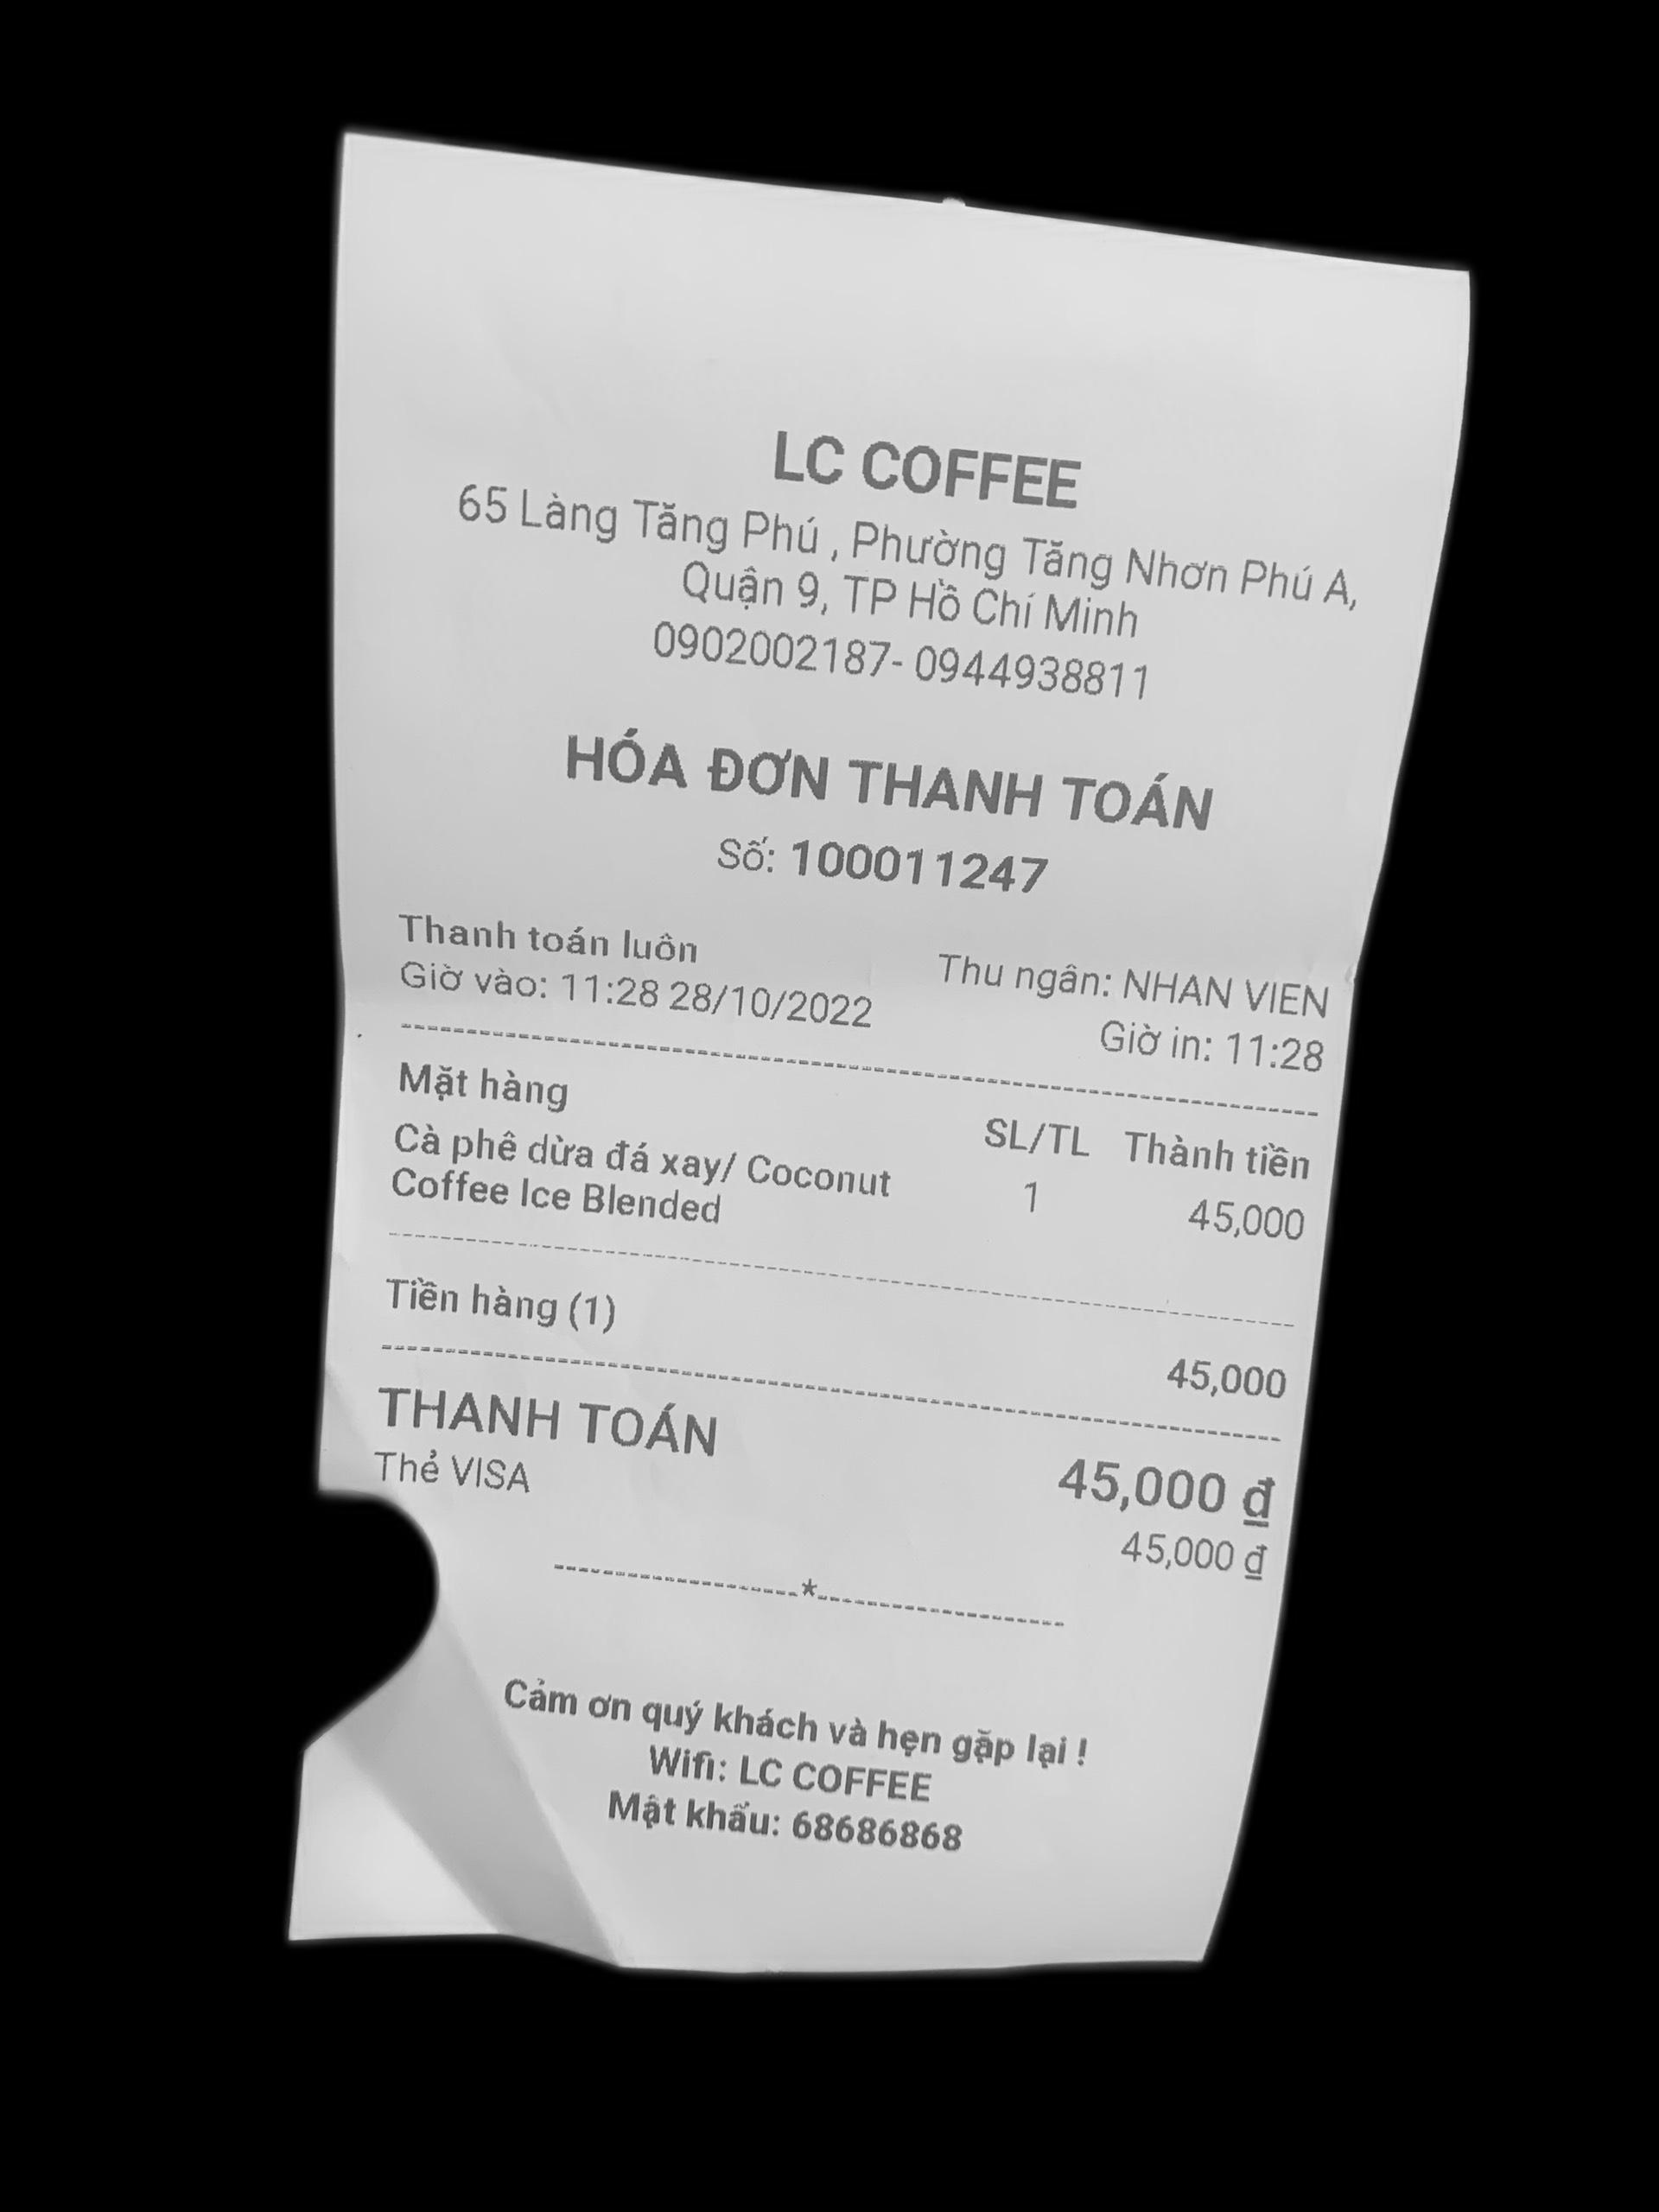 LC COFFEE
65 Làng Tăng Phú , Phường Tăng Nhơn Phú A,
Quận 9, TP Hồ Chí Minh
0902002187- 0944938811
HÓA ĐƠN THANH TOÁN
Số: 100011247
Thanh toán luôn Thu ngân: NHAN VIEN
Giờ vào: 11:28 28/10/2022 Giờ in: 11:28
Mặt hàng SL/TL Thành tiền
Cà phê dừa đá xay/ Coconut 1 45,000
Coffee Ice Blended
Tiền hàng (1) 45,000
THANH TOÁN 45,000 ₫
Thẻ VISA 45,000 ₫
--------------------*--------------------
Cảm ơn quý khách và hẹn gặp lại !
Wifi: LC COFFEE
Mật khẩu: 68686868